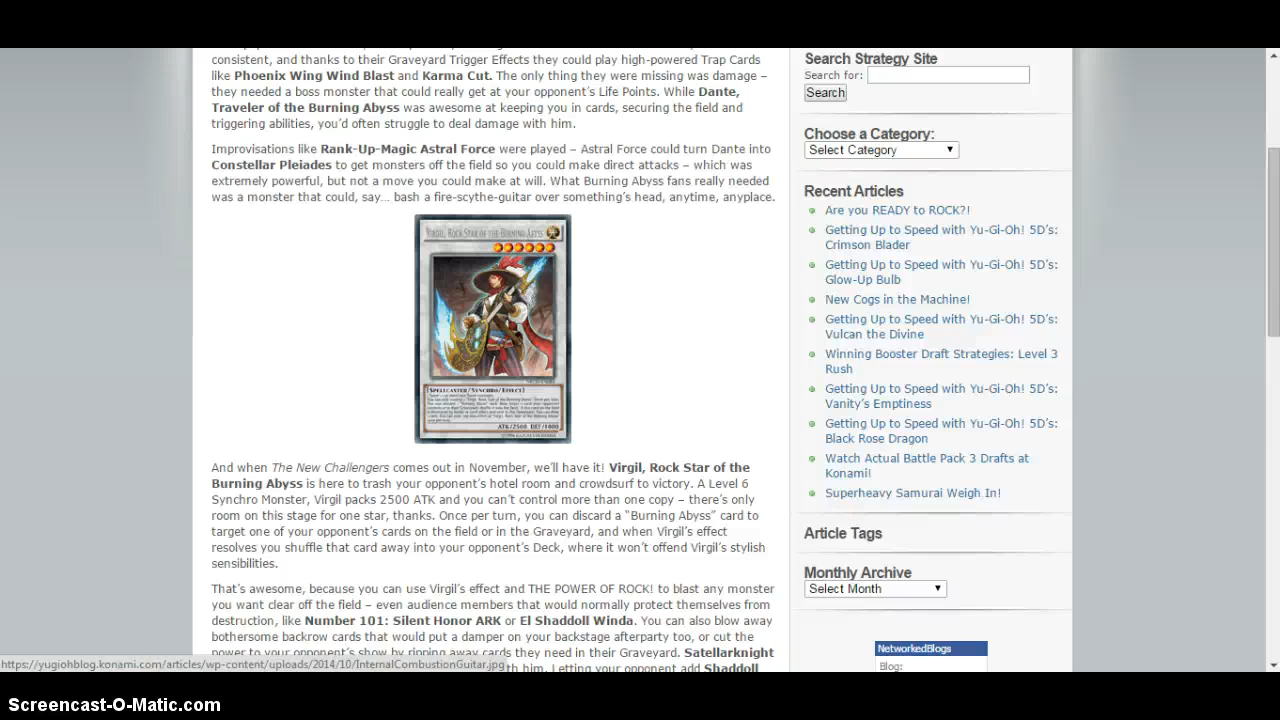 consistent, and thanks to their Graveyard Trigger Effects they could play high-powered Trap Cards
like Phoenix Wing Wind Blast and Karma Cut. The only thing they were missing was damage –
they needed a boss monster that could really get at your opponent's Life Points. While Dante,
Traveler of the Burning Abyss was awesome at keeping you in cards, securing the field and
triggering abilities, you'd often struggle to deal damage with him.
Improvisations like Rank-Up-Magic Astral Force were played – Astral Force could turn Dante into
Constellar Pleiades to get monsters off the field so you could make direct attacks – which was
extremely powerful, but not a move you could make at will. What Burning Abyss fans really needed
was a monster that could, say… bash a fire-scythe-guitar over something's head, anytime, anyplace.
Virgil, Rock Star of the Burning Abyss
[Spellcaster/Synchro/Effect]
ATK/2500 DEF/1000
And when The New Challengers comes out in November, we'll have it! Virgil, Rock Star of the
Burning Abyss is here to trash your opponent's hotel room and crowdsurf to victory. A Level 6
Synchro Monster, Virgil packs 2500 ATK and you can't control more than one copy – there's only
room on this stage for one star, thanks. Once per turn, you can discard a “Burning Abyss” card to
target one of your opponent's cards on the field or in the Graveyard, and when Virgil's effect
resolves you shuffle that card away into your opponent's Deck, where it won't offend Virgil's stylish
sensibilities.
That's awesome, because you can use Virgil's effect and THE POWER OF ROCK! to blast any monster
you want clear off the field – even audience members that would normally protect themselves from
destruction, like Number 101: Silent Honor ARK or El Shaddoll Winda. You can also blow away
bothersome backrow cards that would put a damper on your backstage afterparty too, or cut the
power to your opponent's show by ripping away cards they need in their Graveyard. Satellarknight
th him. Letting your opponent add Shaddoll
https://yugiohblog.konami.com/articles/wp-content/uploads/2014/10/InternalCombustionGuitar.jpg
Search Strategy Site
Search for:
Search
Choose a Category:
Select Category
Recent Articles
Are you READY to ROCK?!
Getting Up to Speed with Yu-Gi-Oh! 5D's:
Crimson Blader
Getting Up to Speed with Yu-Gi-Oh! 5D's:
Glow-Up Bulb
New Cogs in the Machine!
Getting Up to Speed with Yu-Gi-Oh! 5D's:
Vulcan the Divine
Winning Booster Draft Strategies: Level 3
Rush
Getting Up to Speed with Yu-Gi-Oh! 5D's:
Vanity's Emptiness
Getting Up to Speed with Yu-Gi-Oh! 5D's:
Black Rose Dragon
Watch Actual Battle Pack 3 Drafts at
Konami!
Superheavy Samurai Weigh In!
Article Tags
Monthly Archive
Select Month
NetworkedBlogs
Blog:
Screencast-O-Matic.com